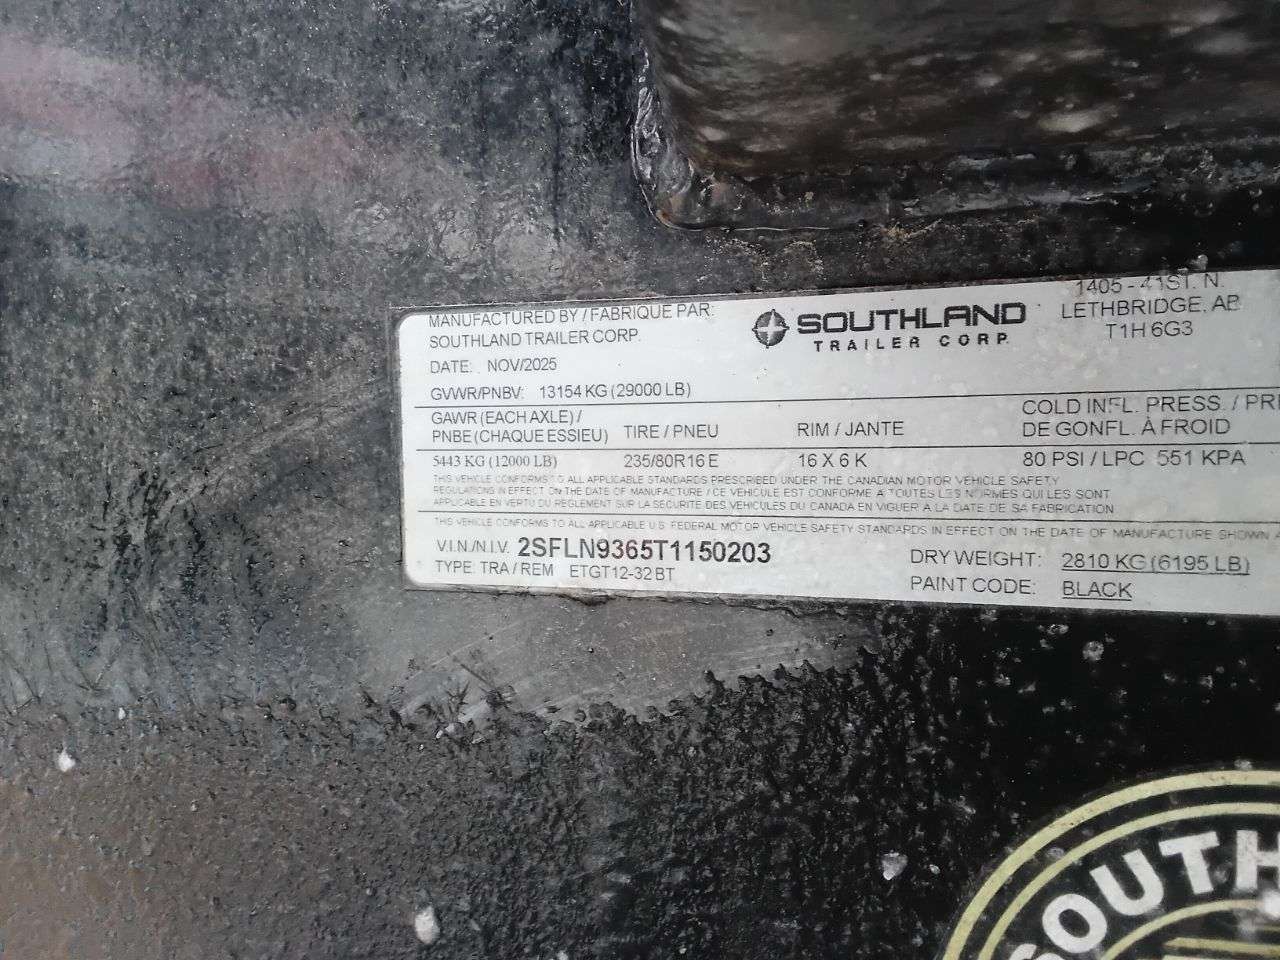 MANUFACTURED BY / FABRIQUE PAR:
SOUTHLAND TRAILER CORP.
SOUTHLAND
TRAILER CORP.
1405 - 41ST. N.
LETHBRIDGE, AB
T1H 6G3
DATE: NOV/2025
GVWR/PNBV: 13154 KG (29000 LB)
GAWR (EACH AXLE) /
PNBE (CHAQUE ESSIEU) TIRE / PNEU RIM / JANTE
COLD INFL. PRESS. / PRE
DE GONFL. À FROID
5443 KG (12000 LB) 235/80R16 E 16 X 6 K 80 PSI / LPC 551 KPA
THIS VEHICLE CONFORMS TO ALL APPLICABLE STANDARDS PRESCRIBED UNDER THE CANADIAN MOTOR VEHICLE SAFETY
REGULATIONS IN EFFECT ON THE DATE OF MANUFACTURE / CE VEHICULE EST CONFORME A TOUTES LES NORMES QUI LES SONT
APPLICABLE EN VERTU DU REGLEMENT SUR LA SECURITE DES VEHICULES DU CANADA EN VIGUER A LA DATE DE SA FABRICATION
THIS VEHICLE CONFORMS TO ALL APPLICABLE U.S. FEDERAL MOTOR VEHICLE SAFETY STANDARDS IN EFFECT ON THE DATE OF MANUFACTURE SHOWN A
V.I.N./N.I.V. 2SFLN9365T1150203 DRY WEIGHT: 2810 KG (6195 LB)
TYPE: TRA / REM ETGT12-32 BT PAINT CODE: BLACK
SOUTH